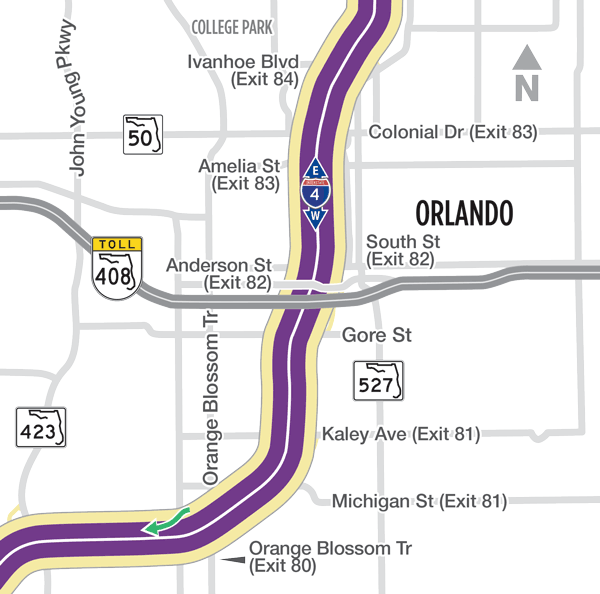 COLLEGE PARK
Ivanhoe Blvd
(Exit 84)
N
John Young Pkwy
50
Colonial Dr (Exit 83)
Amelia St
(Exit 83)
E
INTERSTATE
4
W
ORLANDO
South St
(Exit 82)
TOLL
408
Anderson St
(Exit 82)
Orange Blossom Tr
Gore St
527
423
Kaley Ave (Exit 81)
Michigan St (Exit 81)
Orange Blossom Tr
(Exit 80)